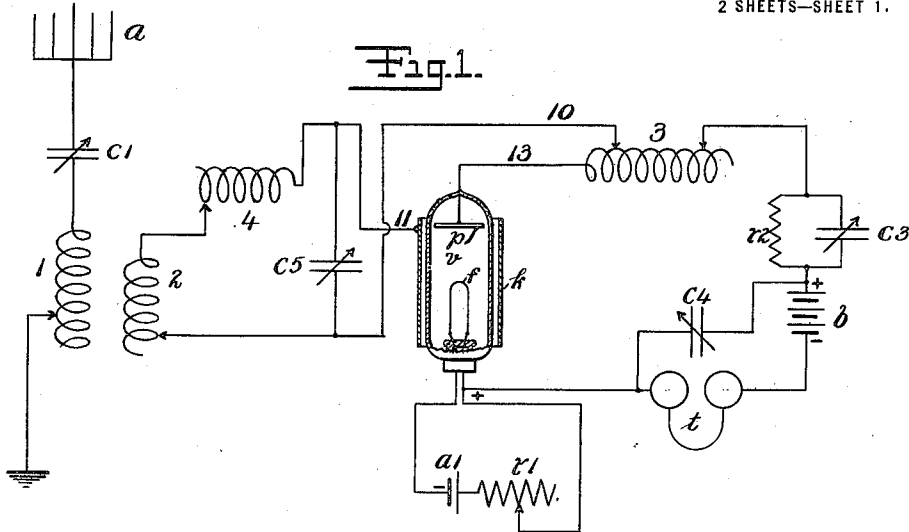 2 SHEETS—SHEET 1.
Fig. 1.
a
C1
1
2
4
C5
10
11
13
3
p1
v
f
k
r2
C3
C4
+
b
-
t
+
a1
-
r1